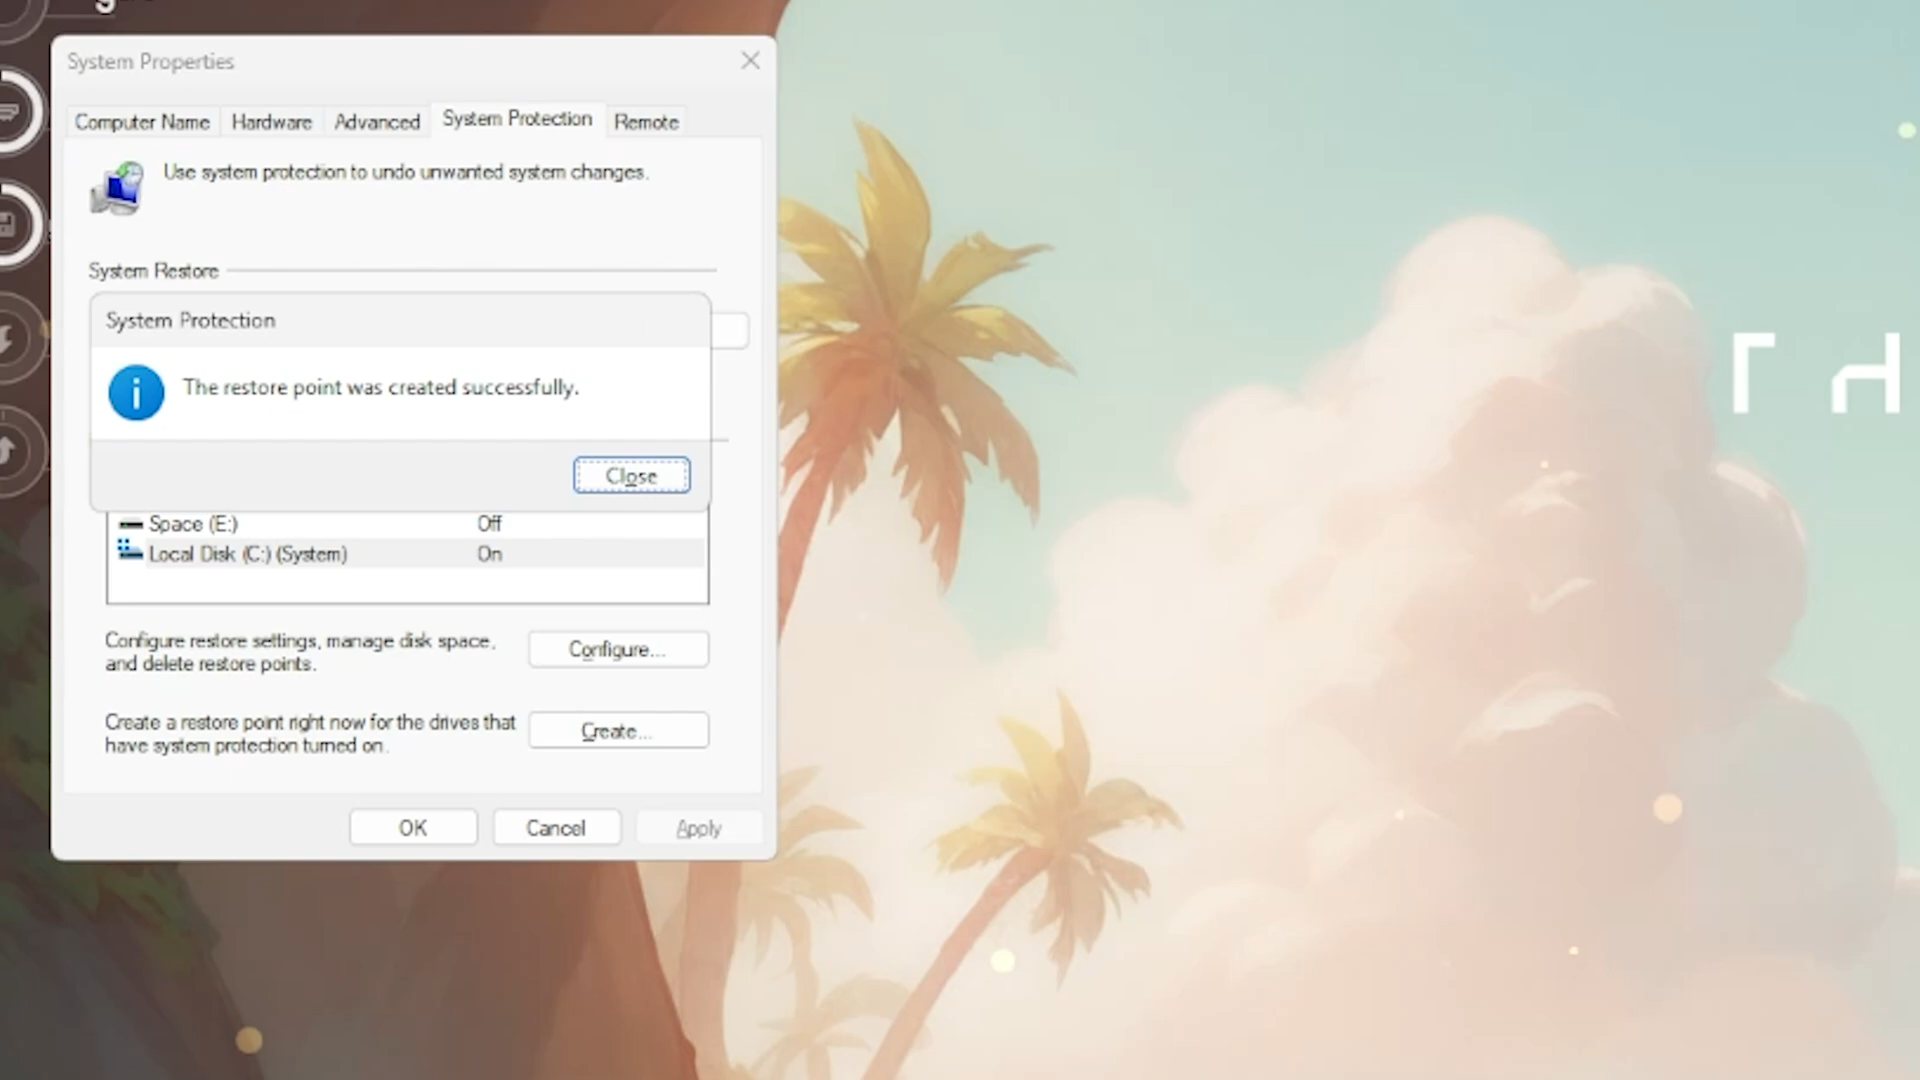 System Properties
Computer Name Hardware Advanced System Protection Remote
Use system protection to undo unwanted system changes.
System Restore
System Protection
The restore point was created successfully.
Close
Space (E:) Off
Local Disk (C:) (System) On
Configure restore settings, manage disk space,
and delete restore points.
Configure...
Create a restore point right now for the drives that
have system protection turned on.
Create...
OK Cancel Apply